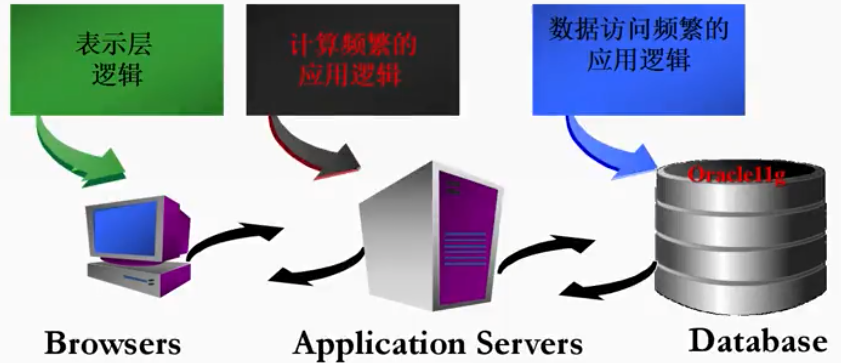 表示层
逻辑
计算频繁的
应用逻辑
数据访问频繁的
应用逻辑
Oracle11g
Browsers
Application Servers
Database